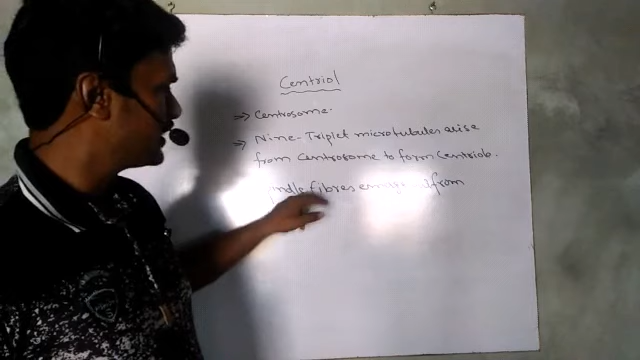 Centriol
⇒ Centrosome.
⇒ Nine-Triplet microtubules arise
from Centrosome to form Centriole.
fibres from